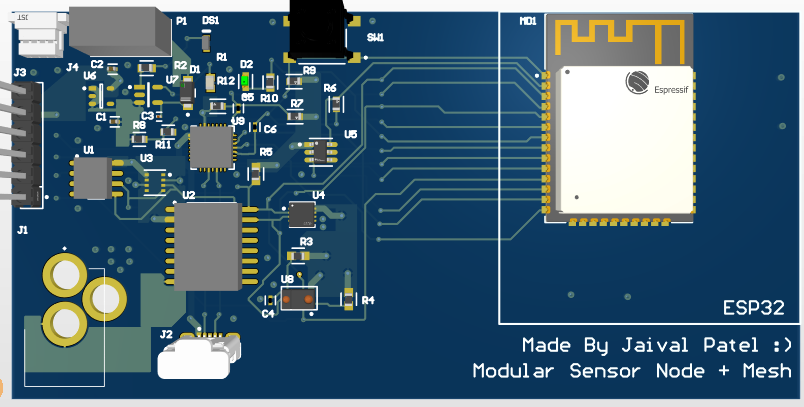 JST
P1
DS1
SW1
MD1
J3
J4
C2
R2
D1
R1
D2
R9
U6
U7
R12
C5
R10
R6
Espressif
C1
C3
R7
R8
R11
U9
C6
U5
U1
U3
R5
U2
U4
J1
R3
U8
R4
C4
J2
ESP32
Made By Jaival Patel :)
Modular Sensor Node + Mesh